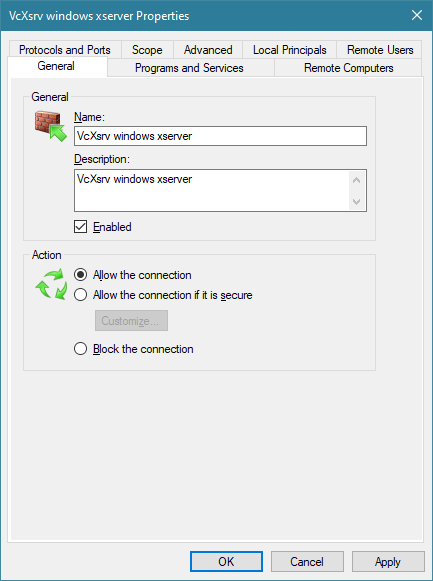 VcXsrv windows xserver Properties
Protocols and Ports Scope Advanced Local Principals Remote Users
General Programs and Services Remote Computers
General
Name:
VcXsrv windows xserver
Description:
VcXsrv windows xserver
Enabled
Action
Allow the connection
Allow the connection if it is secure
Customize...
Block the connection
OK Cancel Apply